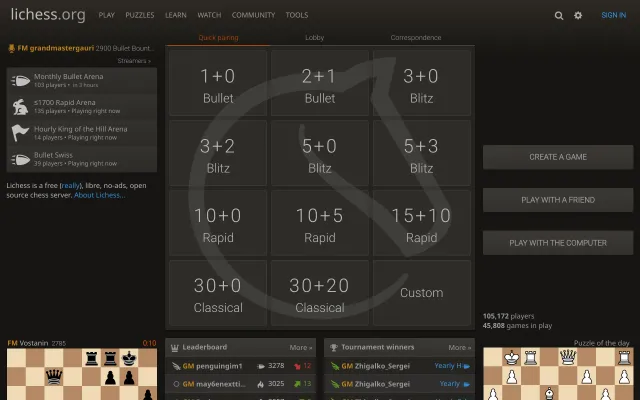 lichess.org PLAY PUZZLES LEARN WATCH COMMUNITY TOOLS SIGN IN
FM grandmastergauri 2900 Bullet Bount...
Streamers »
Monthly Bullet Arena
103 players • in 3 hours
≤1700 Rapid Arena
135 players • Playing right now
Hourly King of the Hill Arena
14 players • Playing right now
Bullet Swiss
39 players • Playing right now
Lichess is a free (really), libre, no-ads, open
source chess server. About Lichess...
Quick pairing Lobby Correspondence
1+0 2+1 3+0
Bullet Bullet Blitz
3+2 5+0 5+3
Blitz Blitz Blitz
10+0 10+5 15+10
Rapid Rapid Rapid
30+0 30+20
Classical Classical Custom
CREATE A GAME
PLAY WITH A FRIEND
PLAY WITH THE COMPUTER
105,172 players
45,808 games in play
FM Vostanin 2785 0:10
Leaderboard More »
GM penguingim1 3278 12
GM may6enextti... 3025 13
Tournament winners More »
GM Zhigalko_Sergei Yearly H
GM Zhigalko_Sergei Yearly
Puzzle of the day